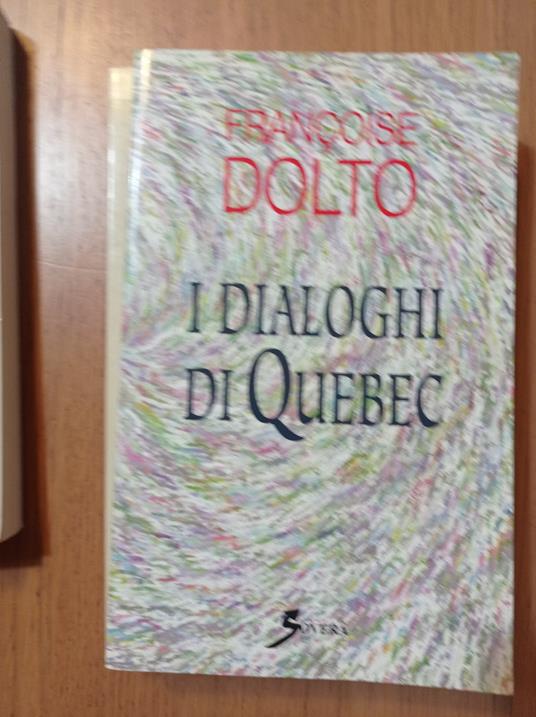 FRANÇOISE
DOLTO
I DIALOGHI
DI QUEBEC
SOVERA